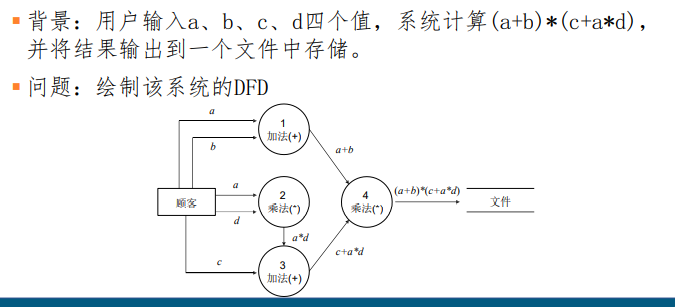 背景：用户输入a、b、c、d四个值，系统计算(a+b)*(c+a*d)，
并将结果输出到一个文件中存储。
问题：绘制该系统的DFD
a
b
1
加法(+)
a+b
顾客
a
d
2
乘法(*)
a*d
4
乘法(*)
(a+b)*(c+a*d)
文件
c
3
加法(+)
c+a*d